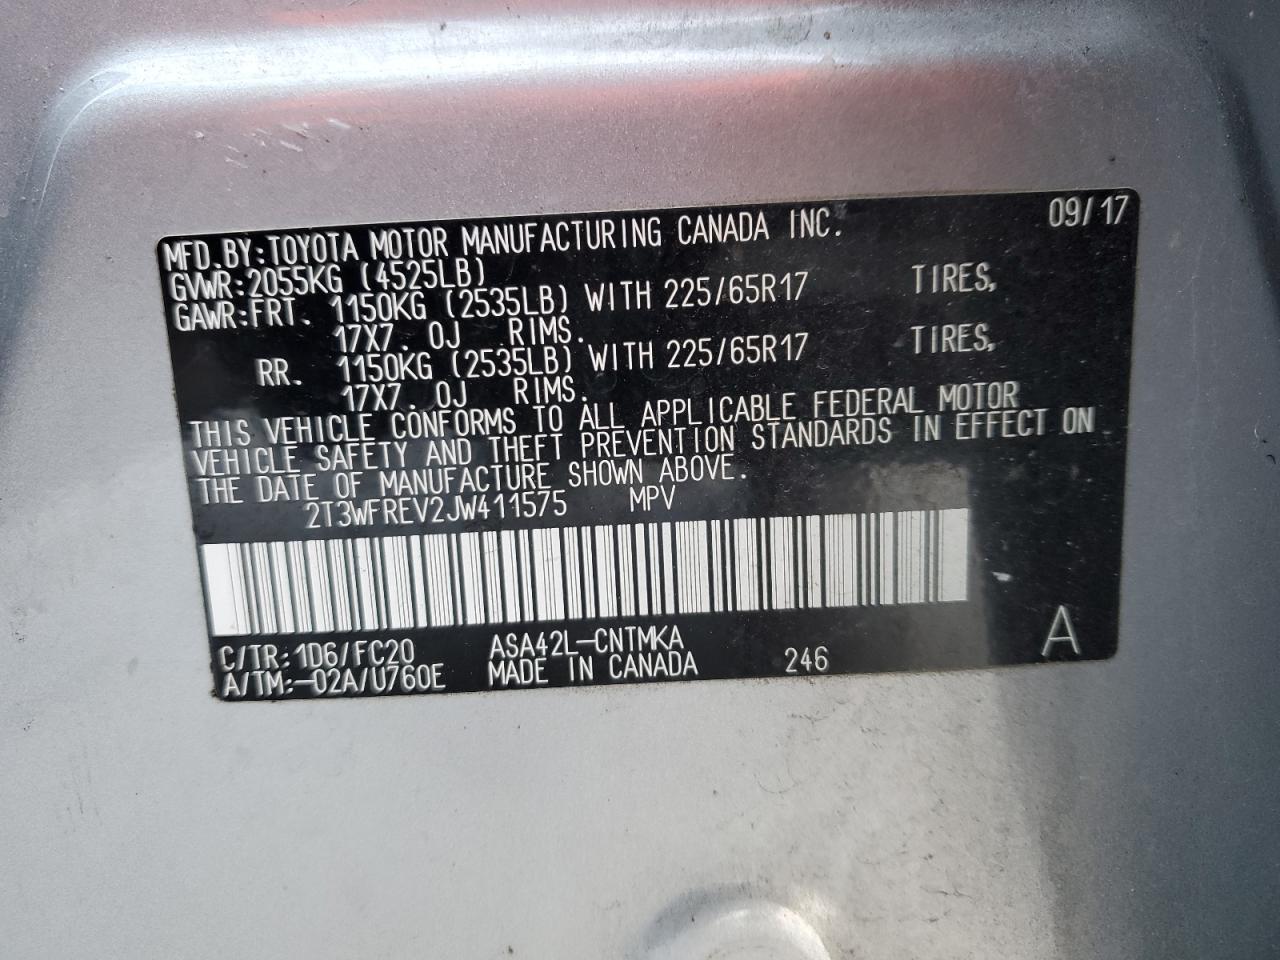 MFD.BY:TOYOTA MOTOR MANUFACTURING CANADA INC. 09/17
GVWR:2055KG (4525LB)
GAWR:FRT. 1150KG (2535LB) WITH 225/65R17 TIRES,
17X7.0J RIMS.
RR. 1150KG (2535LB) WITH 225/65R17 TIRES,
17X7.0J RIMS.
THIS VEHICLE CONFORMS TO ALL APPLICABLE FEDERAL MOTOR
VEHICLE SAFETY AND THEFT PREVENTION STANDARDS IN EFFECT ON
THE DATE OF MANUFACTURE SHOWN ABOVE.
2T3WFREV2JW411575 MPV
C/TR:1D6/FC20 ASA42L-CNTMKA
A/TM:-02A/U760E MADE IN CANADA 246 A